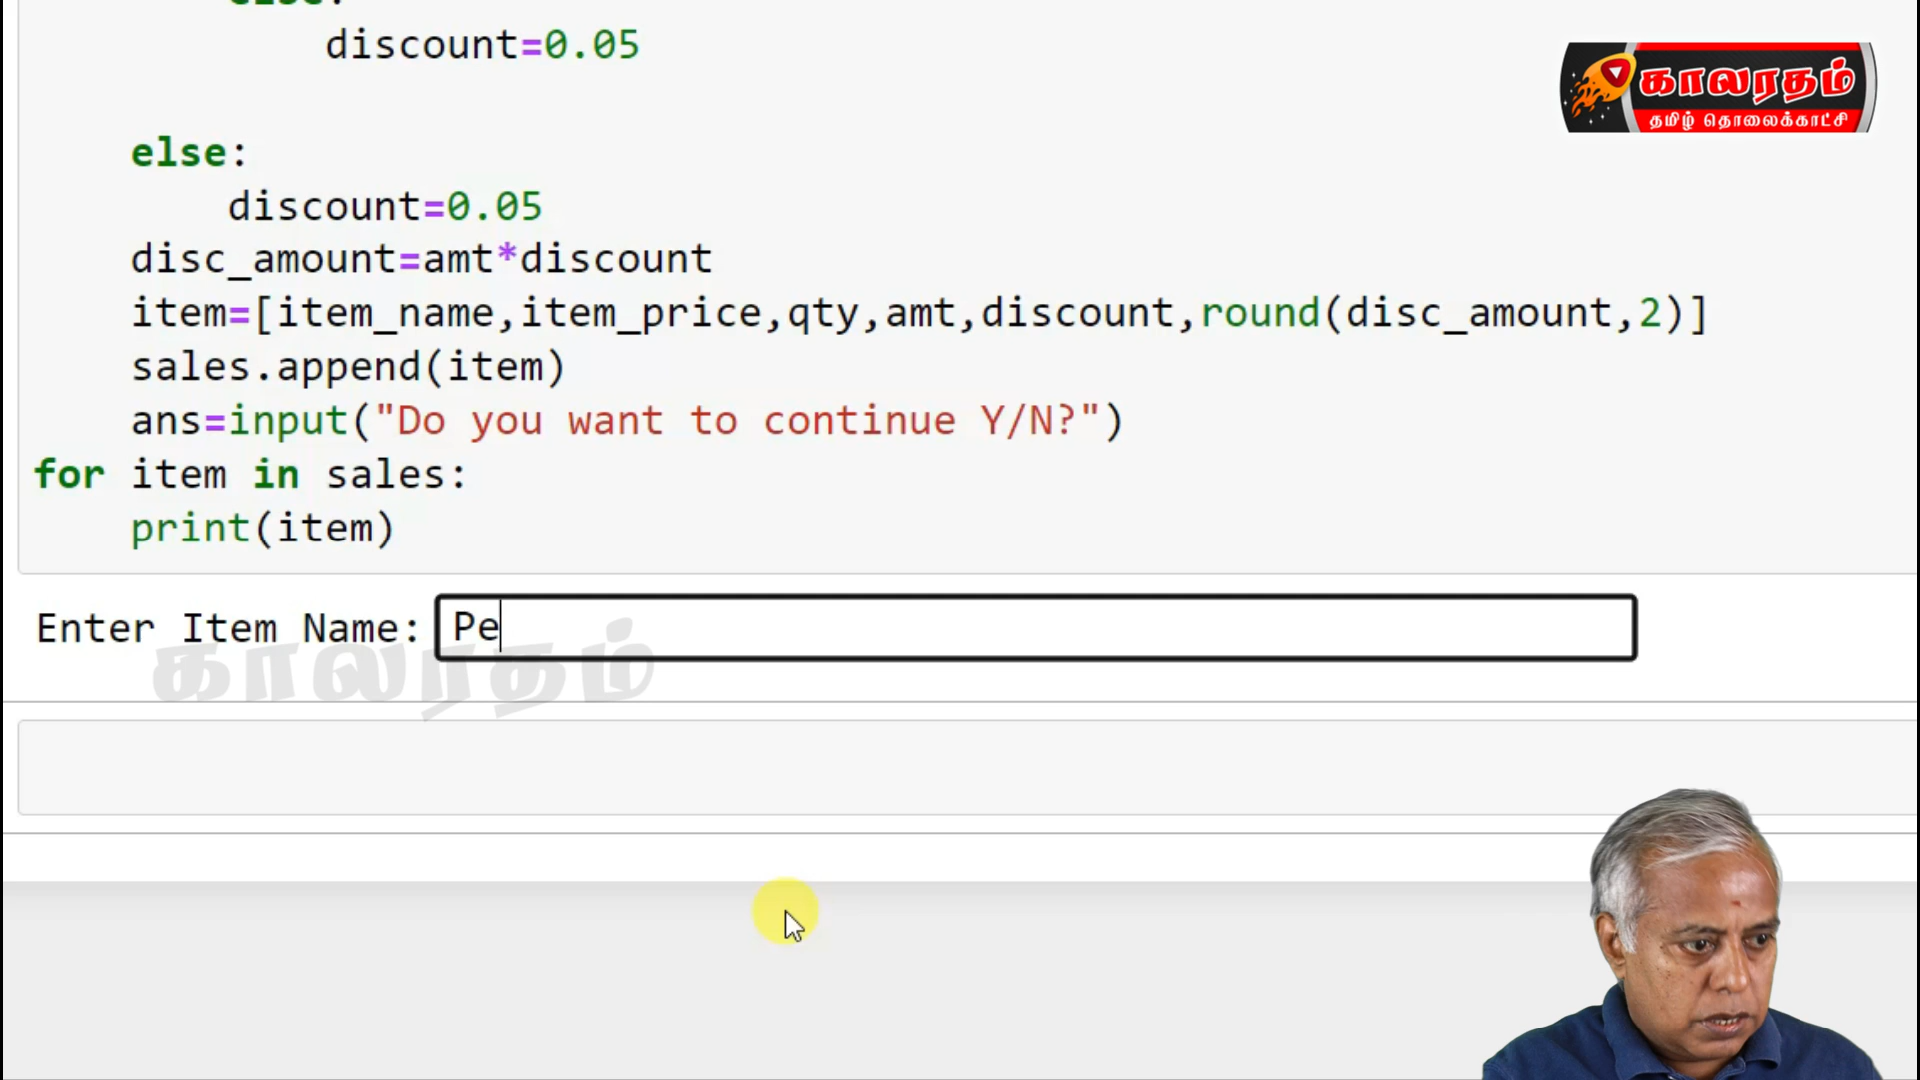 discount=0.05
காலரதம்
தமிழ் தொலைக்காட்சி
else:
discount=0.05
disc_amount=amt*discount
item=[item_name,item_price,qty,amt,discount,round(disc_amount,2)]
sales.append(item)
ans=input("Do you want to continue Y/N?")
for item in sales:
print(item)
Enter Item Name: Pe
காலரதம்